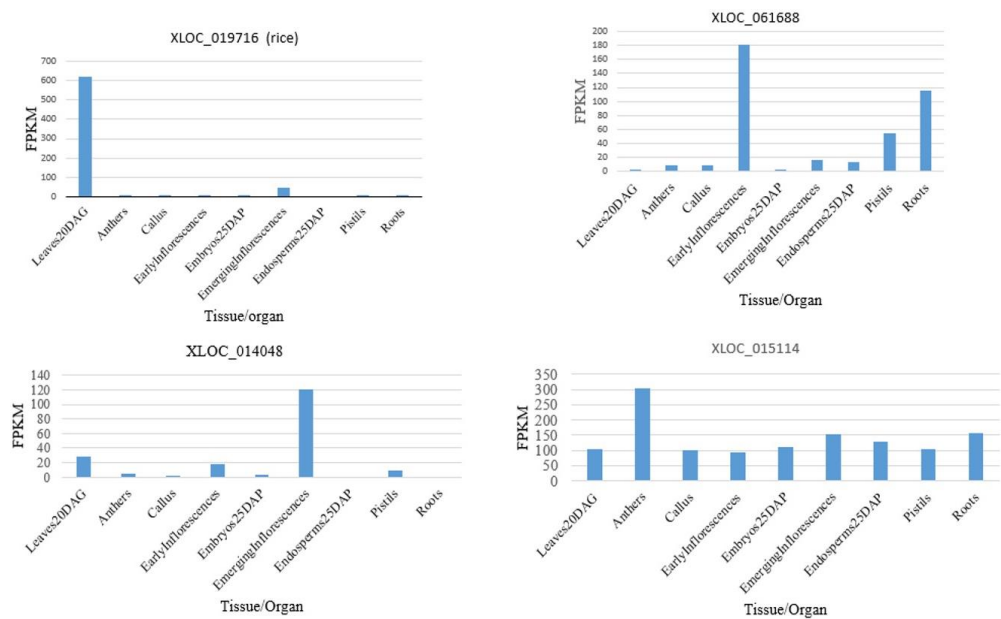 XLOC_019716 (rice)
700
600
500
400
300
200
100
0
FPKM
Leaves20DAG
Anthers
Callus
EarlyInflorescences
Embryos25DAP
EmergingInflorescences
Endosperms25DAP
Pistils
Roots
Tissue/organ
XLOC_061688
200
180
160
140
120
100
80
60
40
20
0
FPKM
Leaves20DAG
Anthers
Callus
EarlyInflorescences
Embryos25DAP
EmergingInflorescences
Endosperms25DAP
Pistils
Roots
Tissue/Organ
XLOC_014048
140
120
100
80
60
40
20
0
FPKM
Leaves20DAG
Anthers
Callus
EarlyInflorescences
Embryos25DAP
EmergingInflorescences
Endosperms25DAP
Pistils
Roots
Tissue/Organ
XLOC_015114
350
300
250
200
150
100
50
0
FPKM
Leaves20DAG
Anthers
Callus
EarlyInflorescences
Embryos25DAP
EmergingInflorescences
Endosperms25DAP
Pistils
Roots
Tissue/Organ